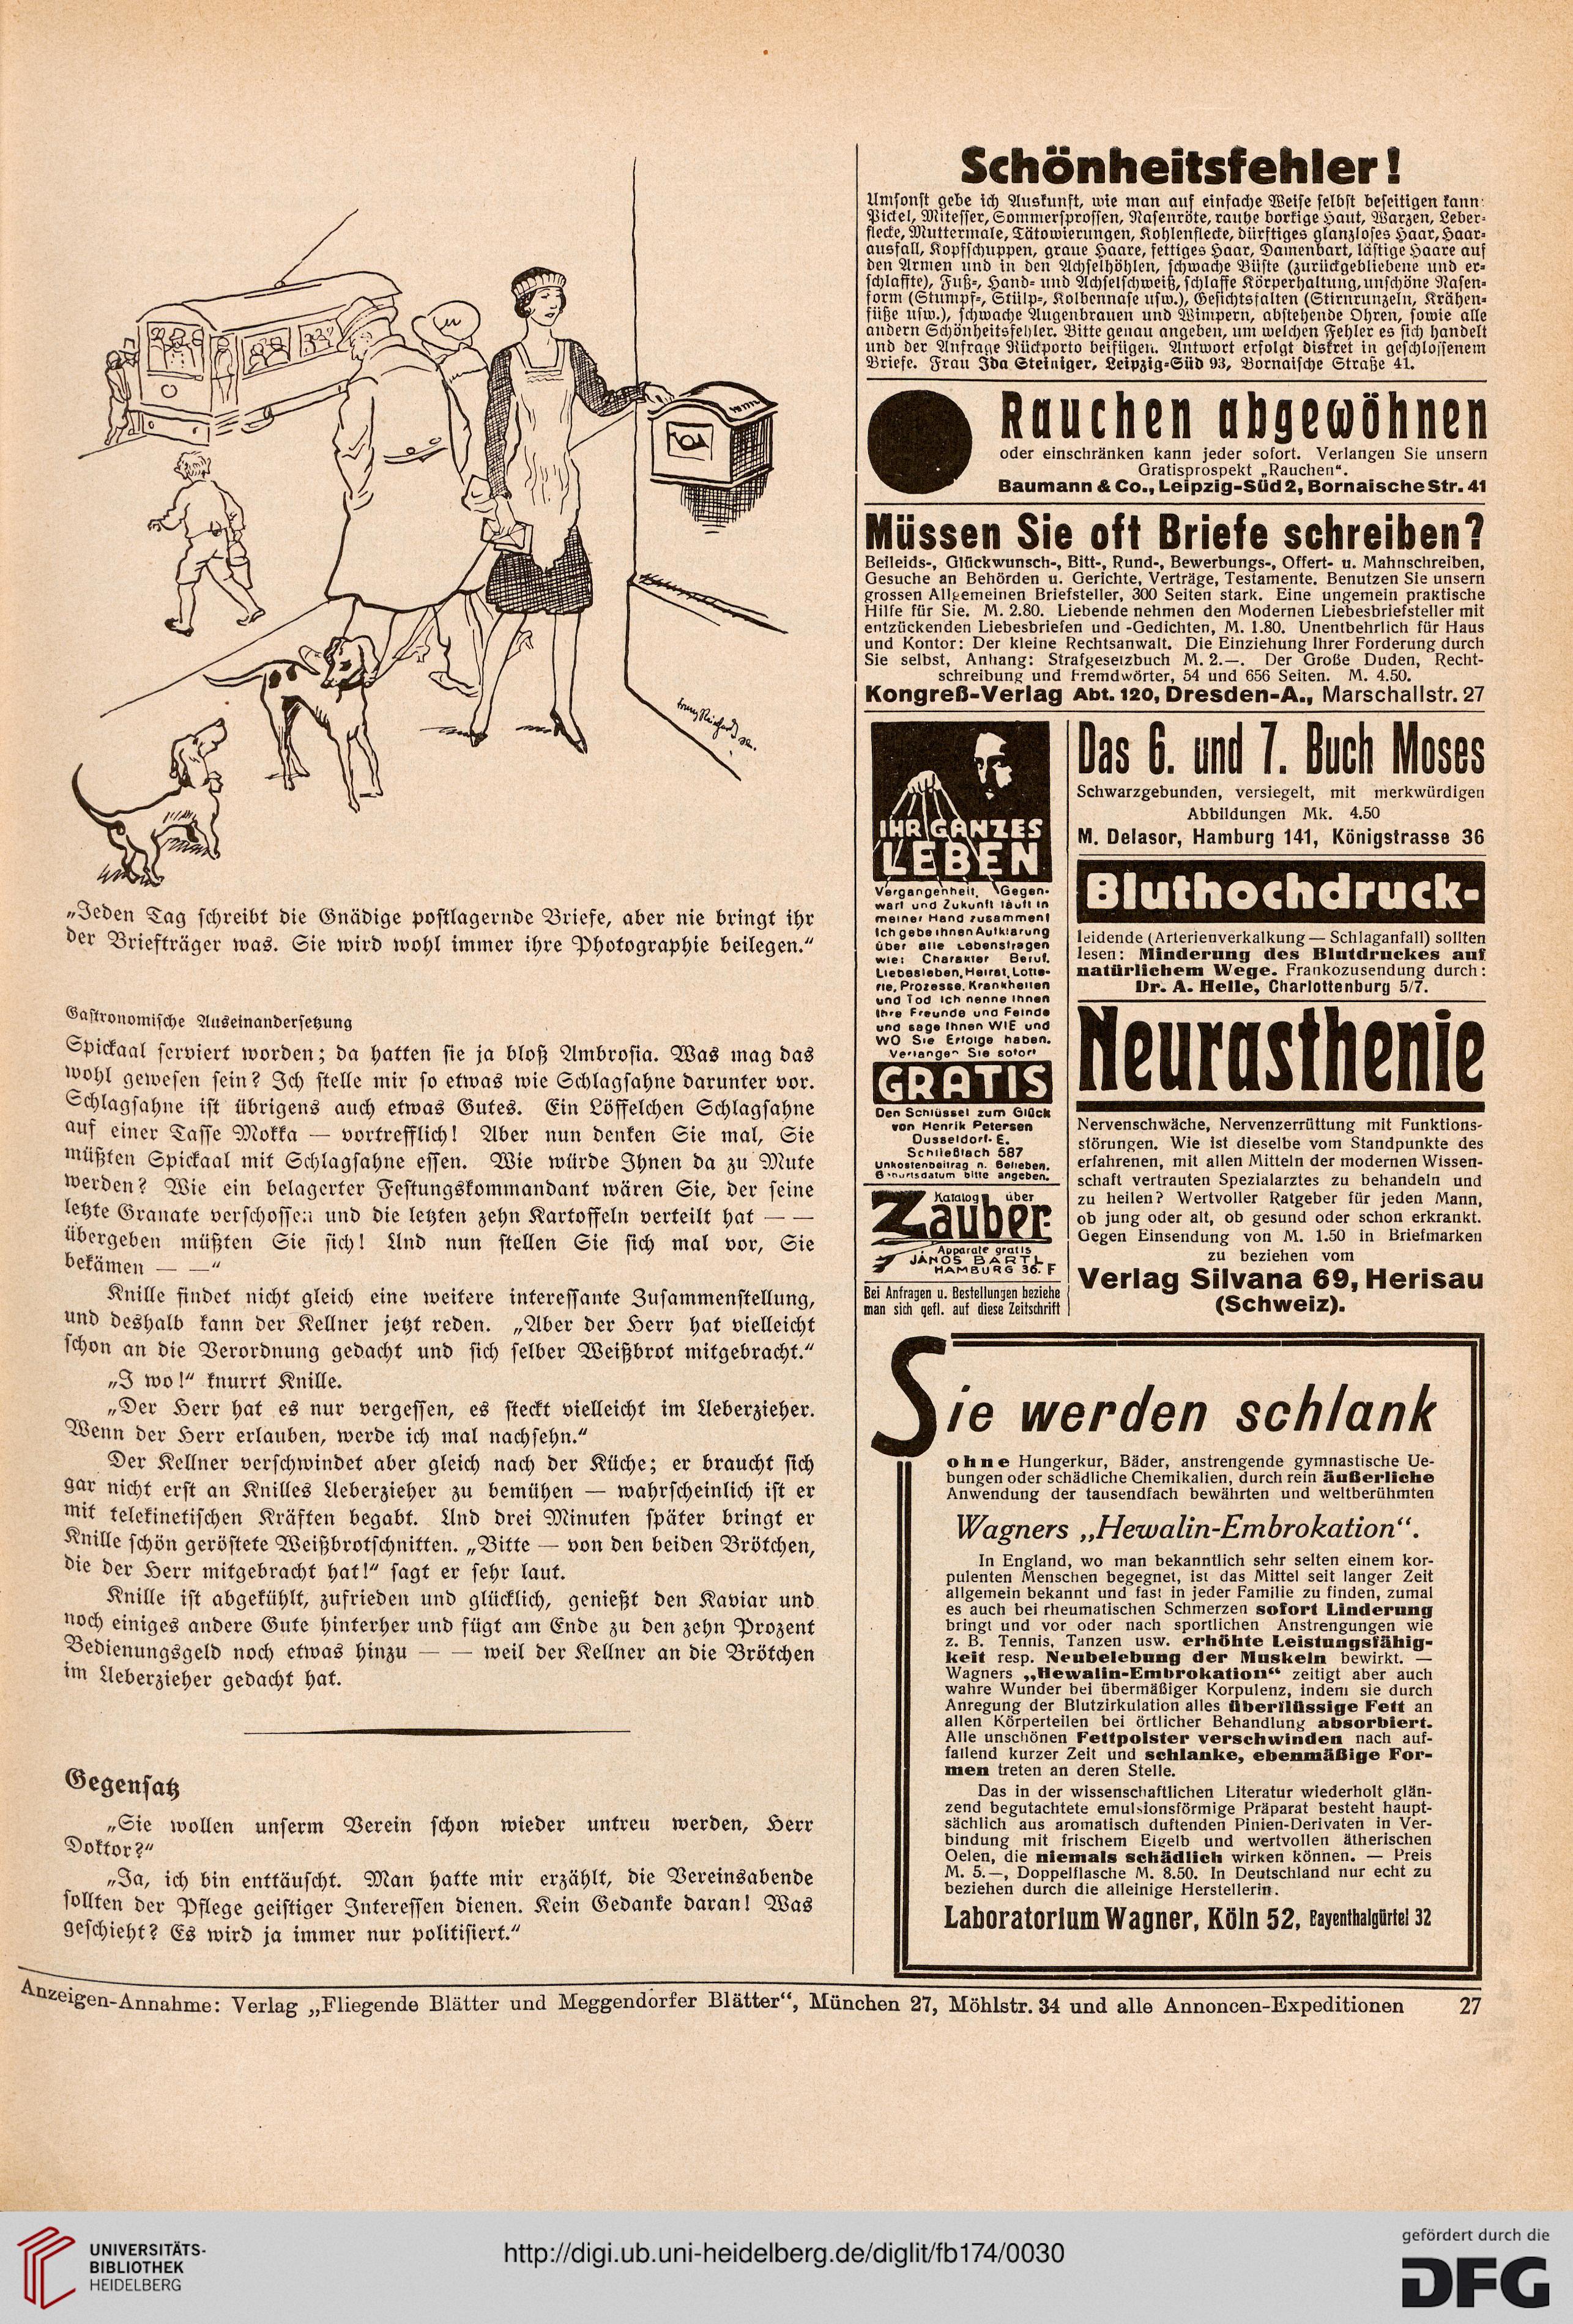 „Jeden Tag schreibt die Gnädige postlagernde Briefe, aber nie bringt ihr
der Briefträger was. Sie wird wohl immer ihre Photographie beilegen.“
Gastronomische Auseinandersetzung
Spickaal serviert worden; da hatten sie ja bloß Ambrosia. Was mag das
wohl gewesen sein? Ich stelle mir so etwas wie Schlagsahne darunter vor.
Schlagsahne ist übrigens auch etwas Gutes. Ein Löffelchen Schlagsahne
auf einer Tasse Mokka — vortrefflich! Aber nun denken Sie mal, Sie
müßten Spickaal mit Schlagsahne essen. Wie würde Ihnen da zu Mute
werden? Wie ein belagerter Festungskommandant wären Sie, der seine
letzte Granate verschossen und die letzten zehn Kartoffeln verteilt hat — —
übergeben müßten Sie sich! Und nun stellen Sie sich mal vor, Sie
bekämen — —“
Knille findet nicht gleich eine weitere interessante Zusammenstellung,
und deshalb kann der Kellner jetzt reden. „Aber der Herr hat vielleicht
schon an die Verordnung gedacht und sich selber Weißbrot mitgebracht.“
„I wo!“ knurrt Knille.
„Der Herr hat es nur vergessen, es steckt vielleicht im Ueberzieher.
Wenn der Herr erlauben, werde ich mal nachsehn.“
Der Kellner verschwindet aber gleich nach der Küche; er braucht sich
gar nicht erst an Knilles Ueberzieher zu bemühen — wahrscheinlich ist er
mit telekinetischen Kräften begabt. Und drei Minuten später bringt er
Knille schön geröstete Weißbrotschnitten. „Bitte — von den beiden Brötchen,
die der Herr mitgebracht hat!“ sagt er sehr laut.
Knille ist abgekühlt, zufrieden und glücklich, genießt den Kaviar und
noch einiges andere Gute hinterher und fügt am Ende zu den zehn Prozent
Bedienungsgeld noch etwas hinzu — — weil der Kellner an die Brötchen
im Ueberzieher gedacht hat.
Gegensatz
„Sie wollen unserm Verein schon wieder untreu werden, Herr
Doktor?“
„Ja, ich bin enttäuscht. Man hatte mir erzählt, die Vereinsabende
sollten der Pflege geistiger Interessen dienen. Kein Gedanke daran! Was
geschieht? Es wird ja immer nur politisiert.“
Schönheitsfehler!
Umsonst gebe ich Auskunft, wie man auf einfache Weise selbst beseitigen kann:
Pickel, Mitesser, Sommersprossen, Nasenröte, rauhe borkige Haut, Warzen, Leber-
flecke, Muttermale, Tätowierungen, Kohlenflecke, dürftiges glanzloses Haar, Haar-
ausfall, Kopfschuppen, graue Haare, fettiges Haar, Damenbart, lästige Haare auf
den Armen und in den Achselhöhlen, schwache Büste (zurückgebliebene und er-
schlaffte), Fuß-, Hand- und Achselschweiß, schlaffe Körperhaltung, unschöne Nasen-
form (Stumpf-, Stülp-, Kolbennase usw.), Gesichtsfalten (Stirnrunzeln, Krähen-
füße usw.), schwache Augenbrauen und Wimpern, abstehende Ohren, sowie alle
andern Schönheitsfehler. Bitte genau angeben, um welchen Fehler es sich handelt
und der Anfrage Rückporto beifügen. Antwort erfolgt diskret in geschlossenem
Briefe. Frau Ida Steiniger, Leipzig-Süd 93, Bornaische Straße 41.
Rauchen abgewöhnen
oder einschränken kann jeder sofort. Verlangen Sie unsern
Gratisprospekt „Rauchen“.
Baumann & Co., Leipzig-Süd 2, Bornaische Str. 41
Müssen Sie oft Briefe schreiben?
Beileids-, Glückwunsch-, Bitt-, Rund-, Bewerbungs-, Offert- u. Mahnschreiben,
Gesuche an Behörden u. Gerichte, Verträge, Testamente. Benutzen Sie unsern
grossen Allgemeinen Briefsteller, 300 Seiten stark. Eine ungemein praktische
Hilfe für Sie. M. 2.80. Liebende nehmen den Modernen Liebesbriefsteller mit
entzückenden Liebesbriefen und -Gedichten, M. 1.80. Unentbehrlich für Haus
und Kontor: Der kleine Rechtsanwalt. Die Einziehung Ihrer Forderung durch
Sie selbst, Anhang: Strafgesetzbuch M. 2.—. Der Große Duden, Recht-
schreibung und Fremdwörter, 54 und 656 Seiten. M. 4.50.
Kongreß-Verlag Abt. 120, Dresden-A., Marschallstr. 27
IHR GANZES
LEBEN
Vergangenheit, Gegen-
wart und Zukunft läuft in
meiner Hand zusammen!
Ich gebe Ihnen Aufklärung
über alle Lebensfragen
wie: Charakter Beruf,
Liebesleben, Heirat, Lotte-
rie, Prozesse, Krankheiten
und Tod Ich nenne Ihnen
Ihre Freunde und Feinde
und sage Ihnen WIE und
WO Sie Erfolge haben.
Verlangen Sie sofort
GRATIS
Den Schlüssel zum Glück
von Henrik Petersen
Dusseldorf-E.
Schließfach 587
Unkostenbeitrag n. Belieben.
Geburtsdatum bitte angeben.
Katalog über
Zauber-
Apparate gratis
JÁNOS BARTL,
HAMBURG 36. F
Bei Anfragen u. Bestellungen beziehe
man sich gefl. auf diese Zeitschrift
Das 6. und 7. Buch Moses
Schwarzgebunden, versiegelt, mit merkwürdigen
Abbildungen Mk. 4.50
M. Delasor, Hamburg 141, Königstrasse 36
Bluthochdruck-
leidende (Arterienverkalkung — Schlaganfall) sollten
lesen: Minderung des Blutdruckes auf
natürlichem Wege. Frankozusendung durch:
Dr. A. Helle, Charlottenburg 5/7.
Neurasthenie
Nervenschwäche, Nervenzerrüttung mit Funktions-
störungen. Wie ist dieselbe vom Standpunkte des
erfahrenen, mit allen Mitteln der modernen Wissen-
schaft vertrauten Spezialarztes zu behandeln und
zu heilen? Wertvoller Ratgeber für jeden Mann,
ob jung oder alt, ob gesund oder schon erkrankt.
Gegen Einsendung von M. 1.50 in Briefmarken
zu beziehen vom
Verlag Silvana 69, Herisau
(Schweiz).
Sie werden schlank
ohne Hungerkur, Bäder, anstrengende gymnastische Ue-
bungen oder schädliche Chemikalien, durch rein äußerliche
Anwendung der tausendfach bewährten und weltberühmten
Wagners „Hewalin-Embrokation“.
In England, wo man bekanntlich sehr selten einem kor-
pulenten Menschen begegnet, ist das Mittel seit langer Zeit
allgemein bekannt und fast in jeder Familie zu finden, zumal
es auch bei rheumatischen Schmerzen sofort Linderung
bringt und vor oder nach sportlichen Anstrengungen wie
z. B. Tennis, Tanzen usw. erhöhte Leistungsfähig-
keit resp. Neubelebung der Muskeln bewirkt. —
Wagners „Hewalin-Embrokation“ zeitigt aber auch
wahre Wunder bei übermäßiger Korpulenz, indem sie durch
Anregung der Blutzirkulation alles überflüssige Fett an
allen Körperteilen bei örtlicher Behandlung absorbiert.
Alle unschönen Fettpolster verschwinden nach auf-
fallend kurzer Zeit und schlanke, ebenmäßige For-
men treten an deren Stelle.
Das in der wissenschaftlichen Literatur wiederholt glän-
zend begutachtete emulsionsförmige Präparat besteht haupt-
sächlich aus aromatisch duftenden Pinien-Derivaten in Ver-
bindung mit frischem Eigelb und wertvollen ätherischen
Oelen, die niemals schädlich wirken können. — Preis
M. 5.—, Doppelflasche M. 8.50. In Deutschland nur echt zu
beziehen durch die alleinige Herstellerin.
Laboratorium Wagner, Köln 52, Bayenthalgürtel 32
Anzeigen-Annahme: Verlag „Fliegende Blätter und Meggendorfer Blätter“, München 27, Möhlstr. 34 und alle Annoncen-Expeditionen 27
UNIVERSITÄTS-
BIBLIOTHEK
HEIDELBERG
http://digi.ub.uni-heidelberg.de/diglit/fb174/0030
gefördert durch die
DFG